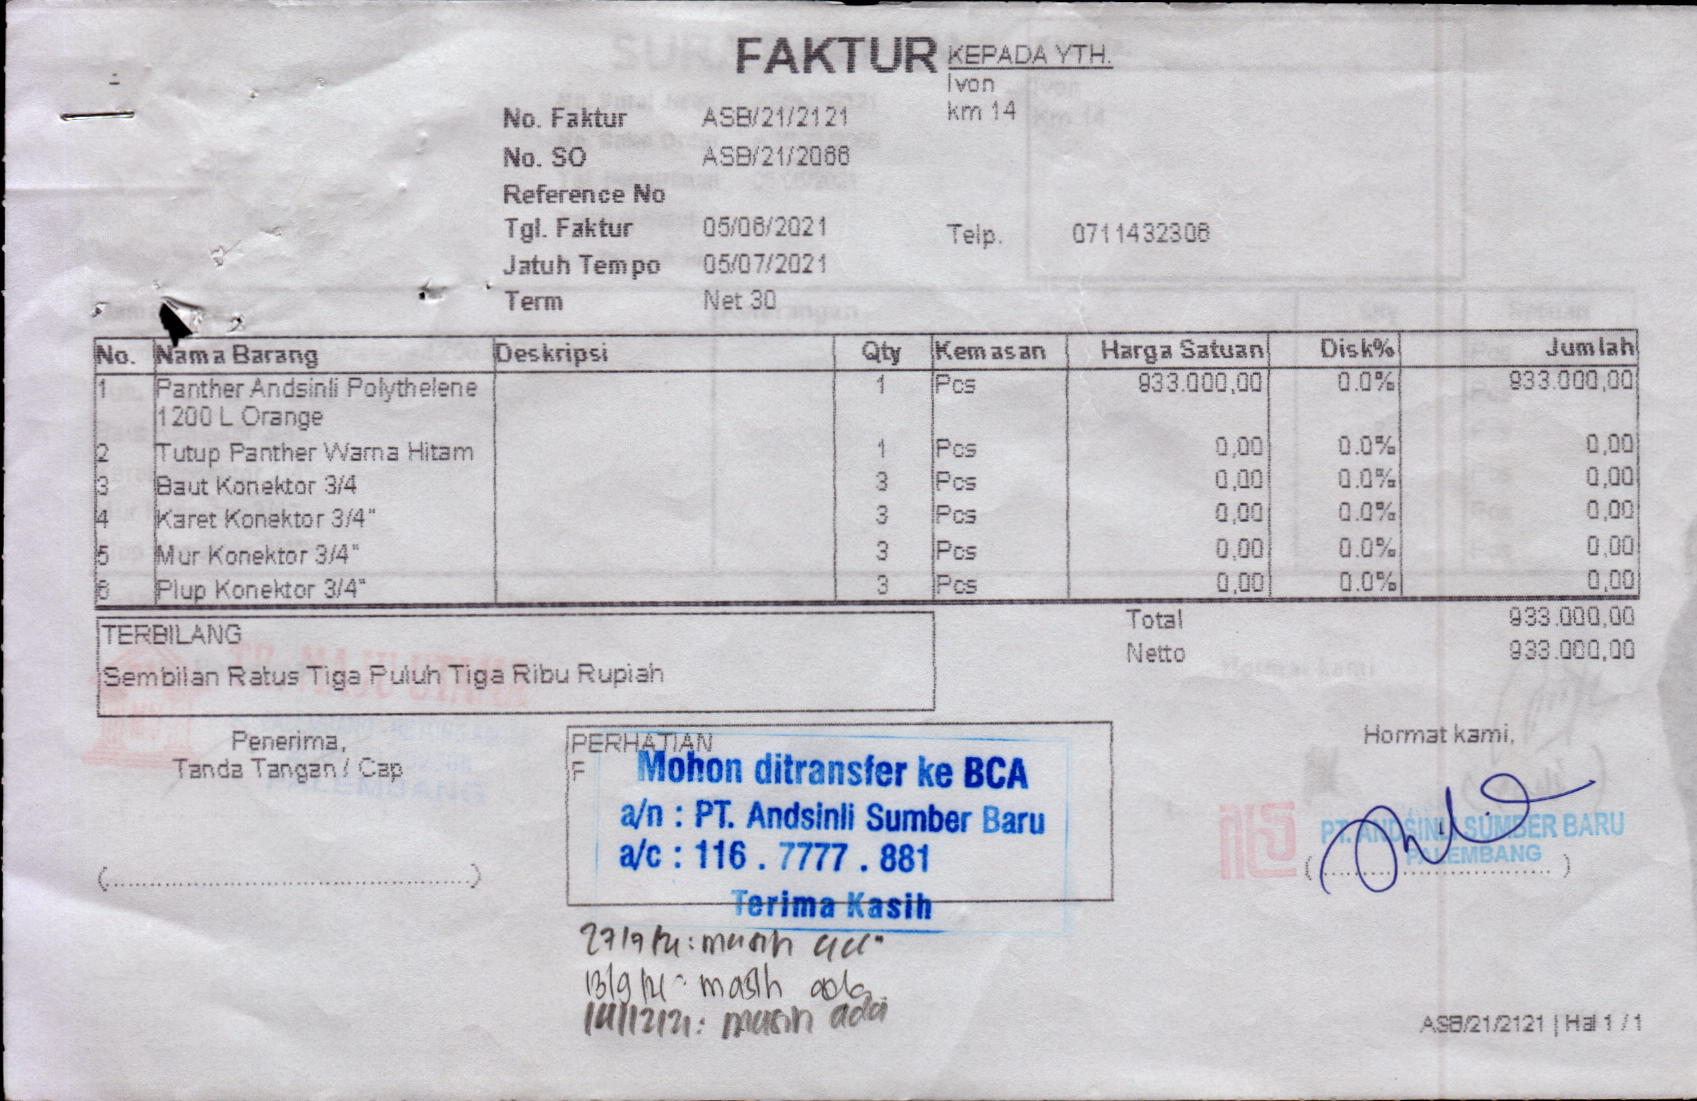 FAKTUR
KEPADA YTH.
Ivon
km 14
No. Faktur ASB/21/2121
No. SO ASB/21/2066
Reference No
Tgl. Faktur 05/06/2021
Telp. 0711432306
Jatuh Tempo 05/07/2021
Term Net 30
No. Nama Barang Deskripsi Qty Kemasan Harga Satuan Disk% Jumlah
1 Panther Andsinli Polythelene 1 Pcs 933.000,00 0.0% 933.000,00
1200 L Orange
2 Tutup Panther Warna Hitam 1 Pcs 0,00 0.0% 0,00
3 Baut Konektor 3/4 3 Pcs 0,00 0.0% 0,00
4 Karet Konektor 3/4" 3 Pcs 0,00 0.0% 0,00
5 Mur Konektor 3/4" 3 Pcs 0,00 0.0% 0,00
6 Plup Konektor 3/4" 3 Pcs 0,00 0.0% 0,00
Total 933.000,00
Netto 933.000,00
TERBILANG
Sembilan Ratus Tiga Puluh Tiga Ribu Rupiah
Penerima,
Tanda Tangan / Cap
(....................................................)
PERHATIAN
F
Mohon ditransfer ke BCA
a/n : PT. Andsinli Sumber Baru
a/c : 116 . 7777 . 881
Terima Kasih
Hormat kami,
PT. ANDSINLI SUMBER BARU
PALEMBANG
13/9/21: masih ada
masih ada
ASB/21/2121 | Hal 1 / 1